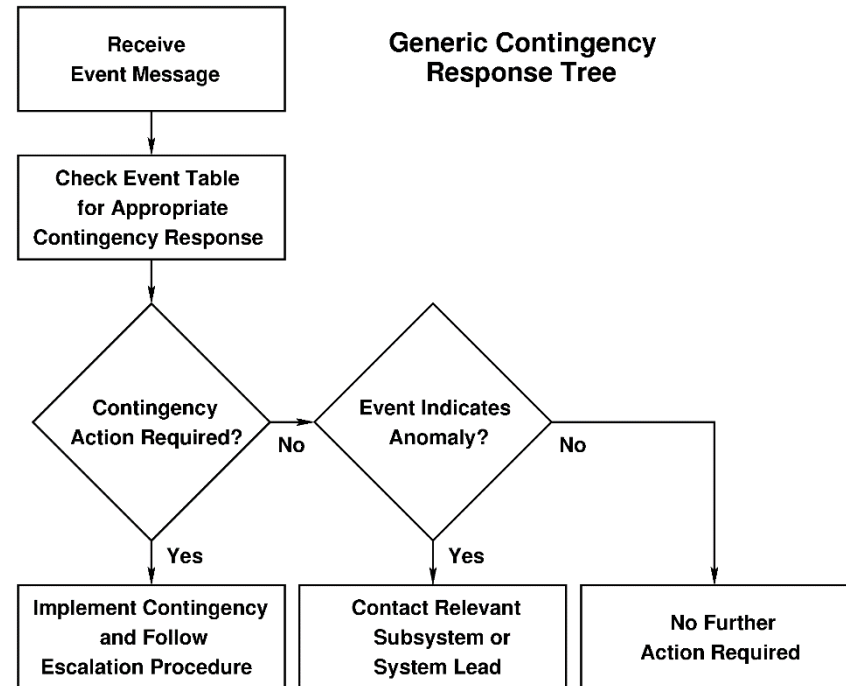 Generic Contingency
Response Tree
Receive
Event Message
Check Event Table
for Appropriate
Contingency Response
Contingency
Action Required?
No
Event Indicates
Anomaly?
No
Yes
Yes
Implement Contingency
and Follow
Escalation Procedure
Contact Relevant
Subsystem or
System Lead
No Further
Action Required